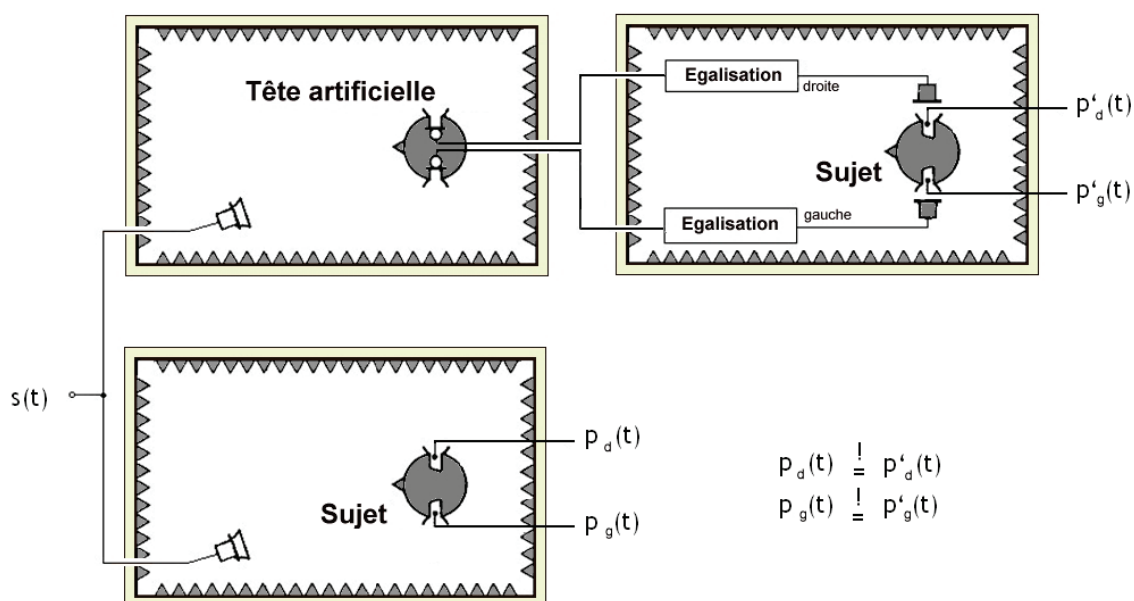 Tête artificielle
Egalisation
droite
p'd(t)
Sujet
p'g(t)
gauche
Egalisation
s(t)
pd(t)
Sujet
pg(t)
pd(t) != p'd(t)
pg(t) != p'g(t)